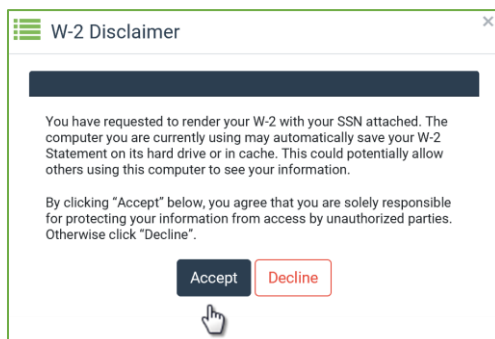 W-2 Disclaimer
×
You have requested to render your W-2 with your SSN attached. The
computer you are currently using may automatically save your W-2
Statement on its hard drive or in cache. This could potentially allow
others using this computer to see your information.
By clicking “Accept” below, you agree that you are solely responsible
for protecting your information from access by unauthorized parties.
Otherwise click “Decline”.
Accept Decline